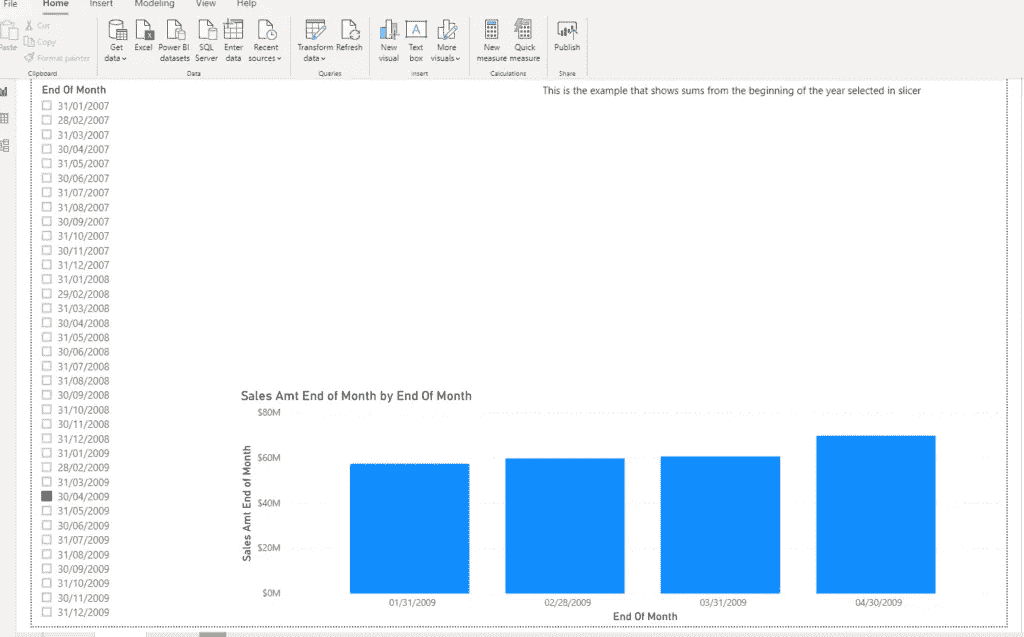 File Home Insert Modeling View Help
Paste
Cut
Copy
Format painter
Clipboard
Get data
Excel
Power BI datasets
SQL Server
Enter data
Recent sources
Data
Transform data
Refresh
Queries
New visual
Text box
More visuals
Insert
New measure
Quick measure
Calculations
Publish
Share
End Of Month
This is the example that shows sums from the beginning of the year selected in slicer
31/01/2007
28/02/2007
31/03/2007
30/04/2007
31/05/2007
30/06/2007
31/07/2007
31/08/2007
30/09/2007
31/10/2007
30/11/2007
31/12/2007
31/01/2008
29/02/2008
31/03/2008
30/04/2008
31/05/2008
30/06/2008
31/07/2008
31/08/2008
30/09/2008
31/10/2008
30/11/2008
31/12/2008
31/01/2009
28/02/2009
31/03/2009
30/04/2009
31/05/2009
30/06/2009
31/07/2009
31/08/2009
30/09/2009
31/10/2009
30/11/2009
31/12/2009
Sales Amt End of Month by End Of Month
Sales Amt End of Month
$80M
$60M
$40M
$20M
$0M
01/31/2009 02/28/2009 03/31/2009 04/30/2009
End Of Month